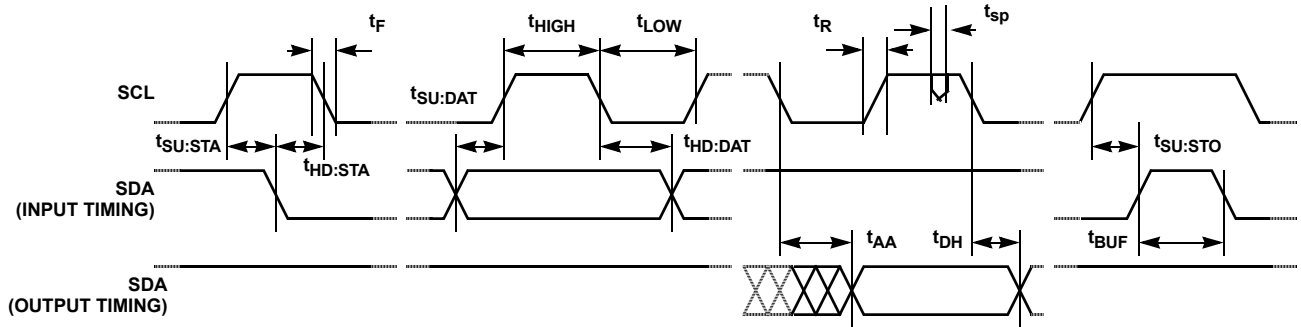 tF
tHIGH
tLOW
tR
tsp
SCL
tSU:DAT
tSU:STA
tHD:STA
tHD:DAT
tSU:STO
SDA
(INPUT TIMING)
tAA
tDH
tBUF
SDA
(OUTPUT TIMING)